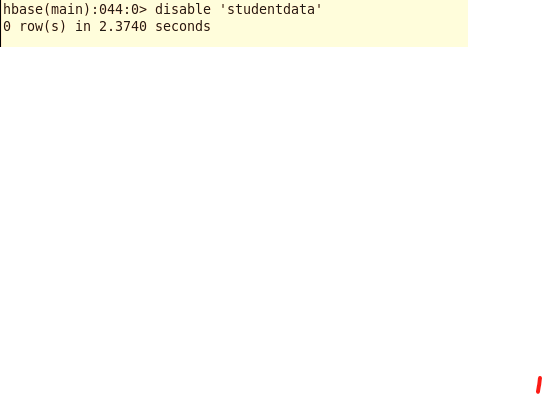 hbase(main):044:0> disable 'studentdata'
0 row(s) in 2.3740 seconds